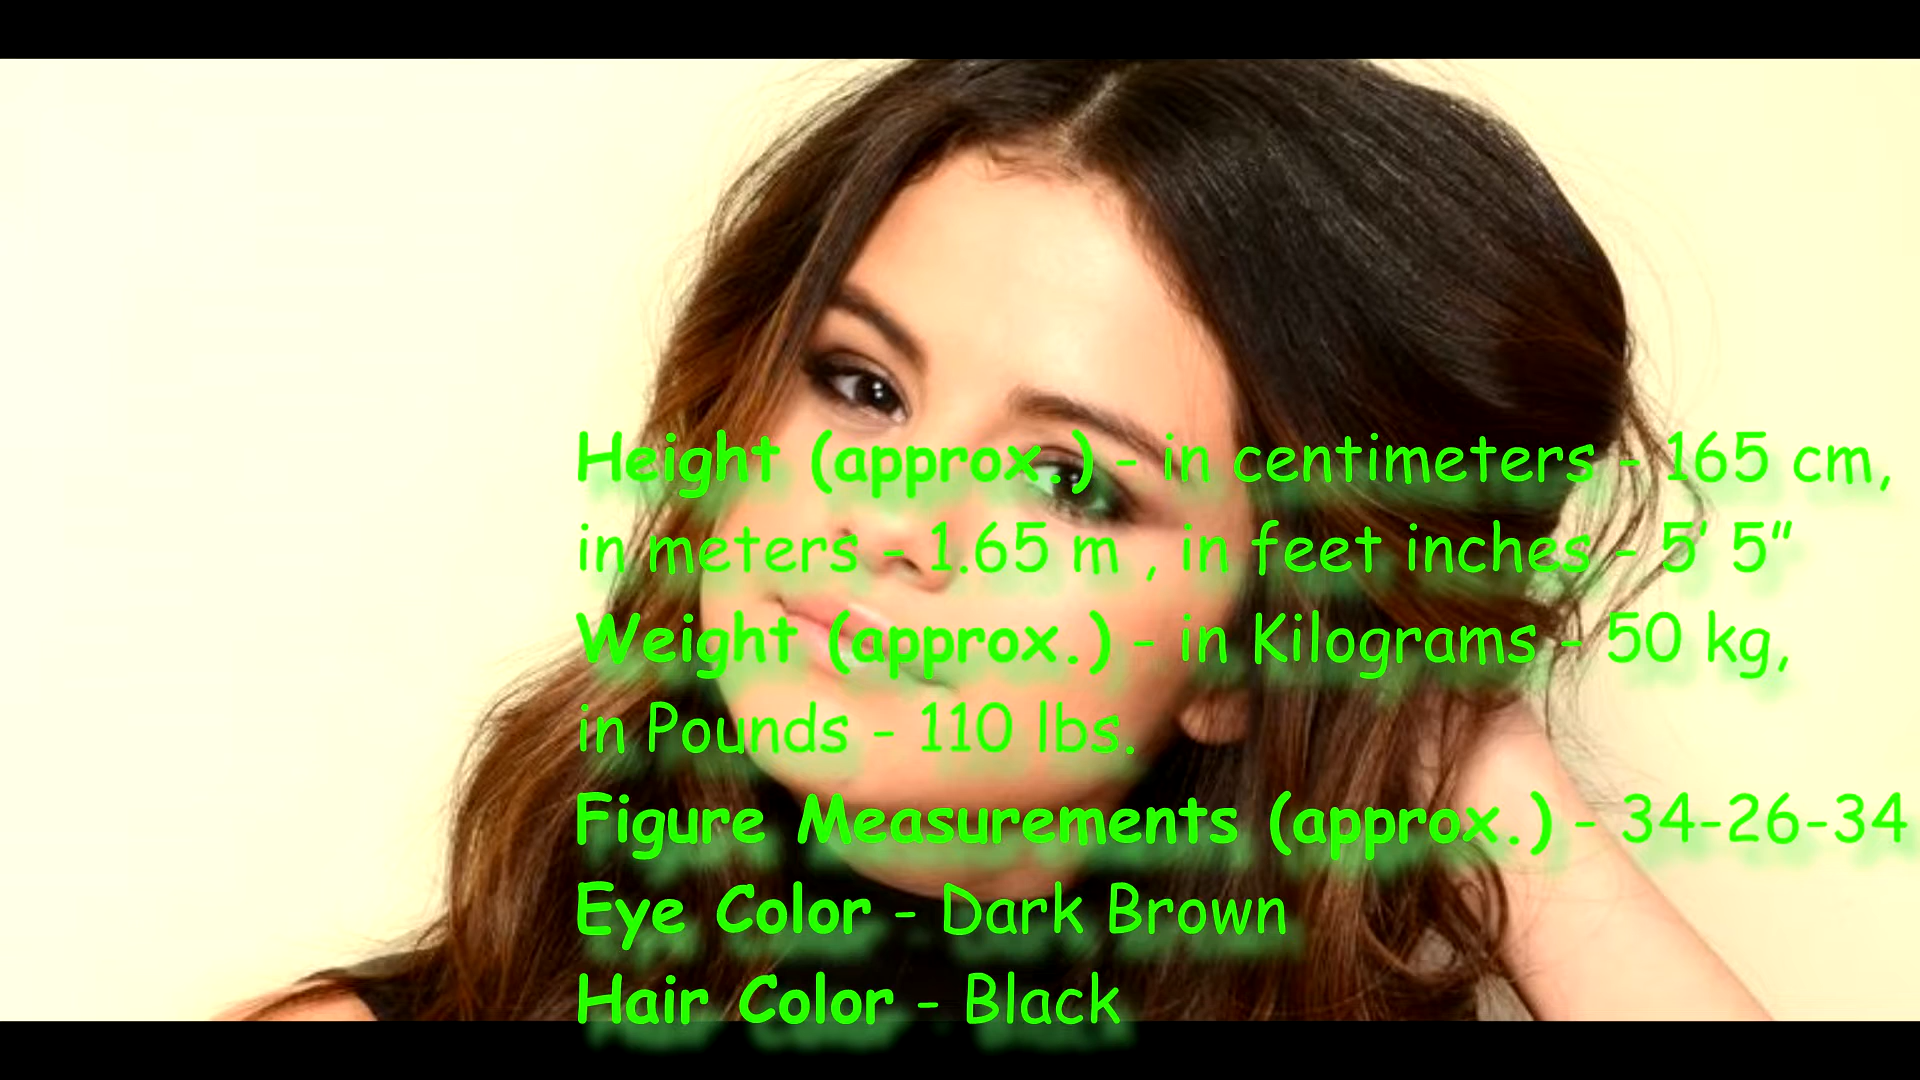 Height (approx.) - in centimeters - 165 cm,
in meters - 1.65 m , in feet inches - 5' 5”
Weight (approx.) - in Kilograms - 50 kg,
in Pounds - 110 lbs.
Figure Measurements (approx.) - 34-26-34
Eye Color - Dark Brown
Hair Color - Black